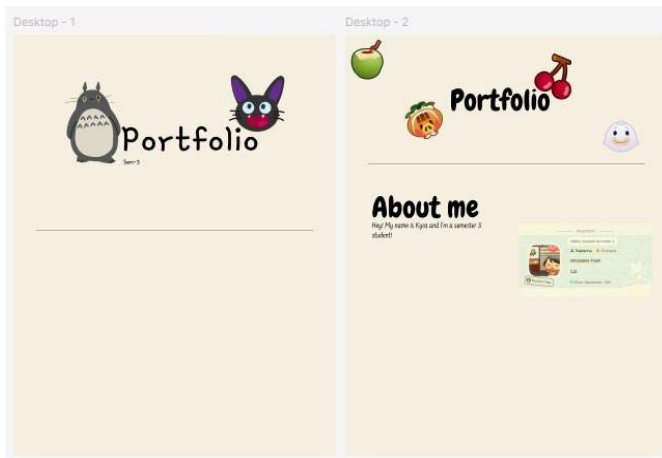 Desktop - 1
Desktop - 2
Portfolio
Sem-3
Portfolio
About me
Hey! My name is Kyra and I'm a semester 3
student!
PASSPORT